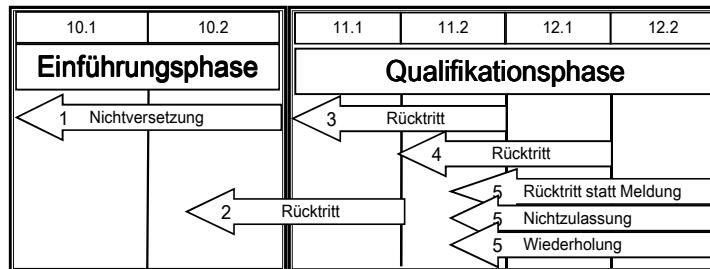 10.1 10.2 11.1 11.2 12.1 12.2
Einführungsphase Qualifikationsphase
1 Nichtversetzung 3 Rücktritt
4 Rücktritt
5 Rücktritt statt Meldung
2 Rücktritt 5 Nichtzulassung
5 Wiederholung